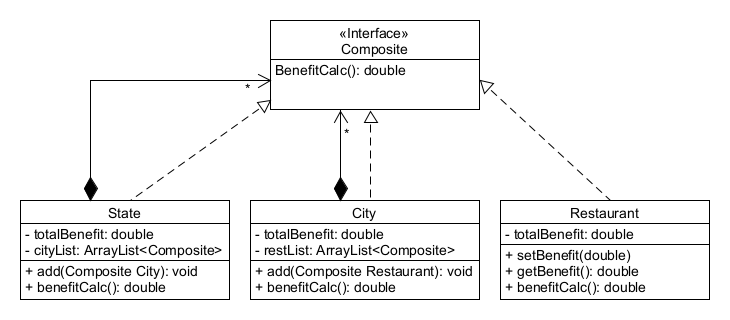 «Interface»
Composite
BenefitCalc(): double
*
*
State
- totalBenefit: double
- cityList: ArrayList<Composite>
+ add(Composite City): void
+ benefitCalc(): double
City
- totalBenefit: double
- restList: ArrayList<Composite>
+ add(Composite Restaurant): void
+ benefitCalc(): double
Restaurant
- totalBenefit: double
+ setBenefit(double)
+ getBenefit(): double
+ benefitCalc(): double